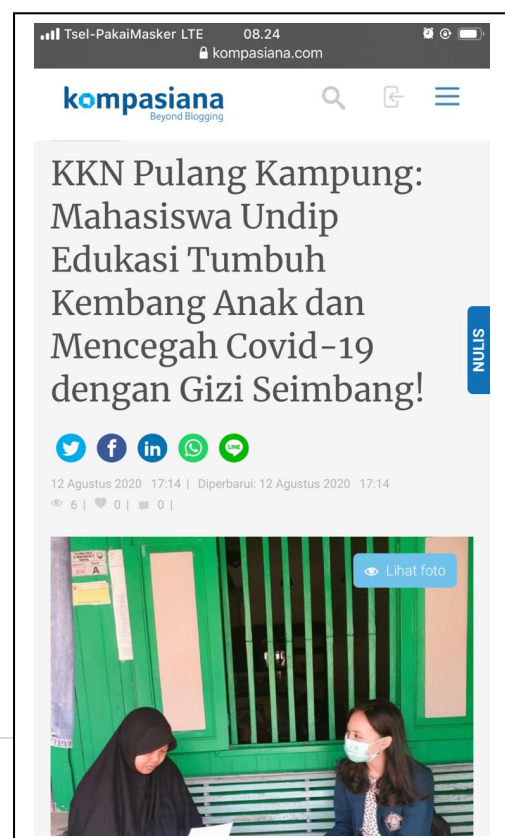 Tsel-PakaiMasker LTE 08.24
kompasiana.com
kompasiana
Beyond Blogging
KKN Pulang Kampung:
Mahasiswa Undip
Edukasi Tumbuh
Kembang Anak dan
Mencegah Covid-19
dengan Gizi Seimbang!
NULIS
LINE
12 Agustus 2020 17:14 | Diperbarui: 12 Agustus 2020 17:14
6 | 0 | 0 |
Lihat foto
A